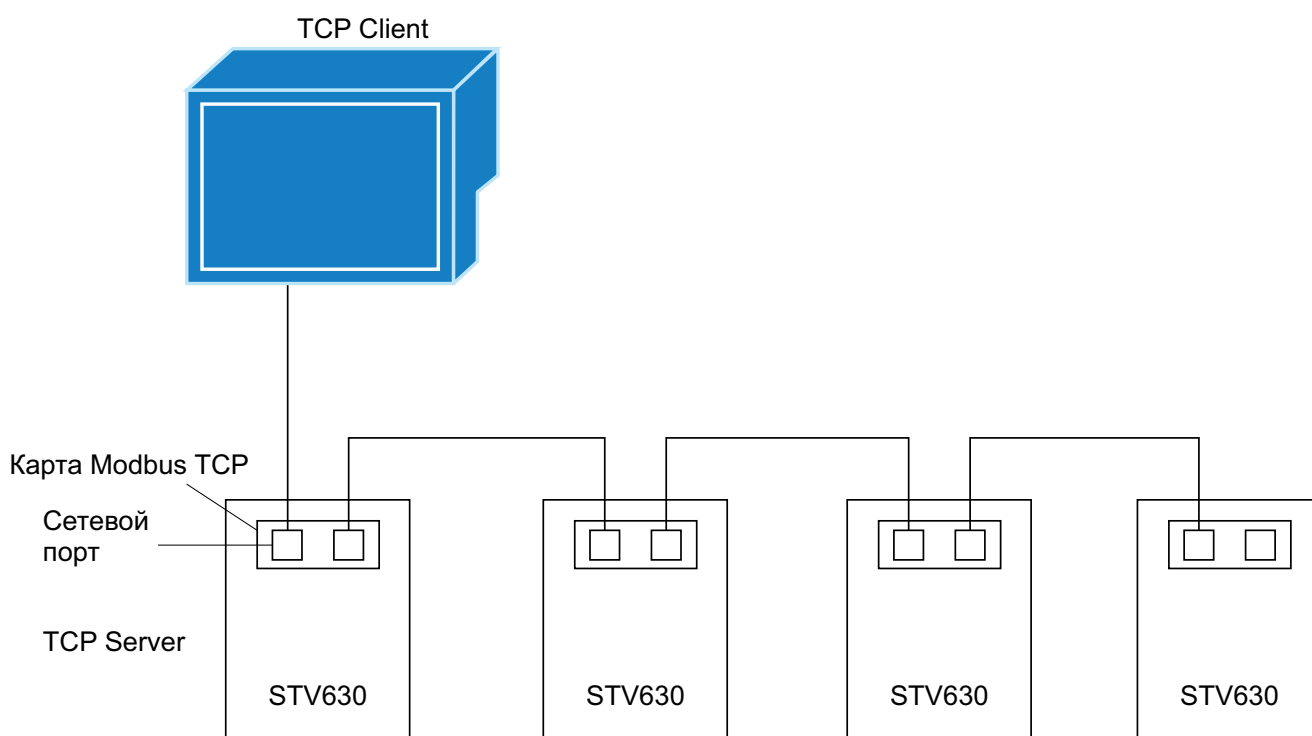 TCP Client
Карта Modbus TCP
Сетевой
порт
TCP Server
STV630
STV630
STV630
STV630